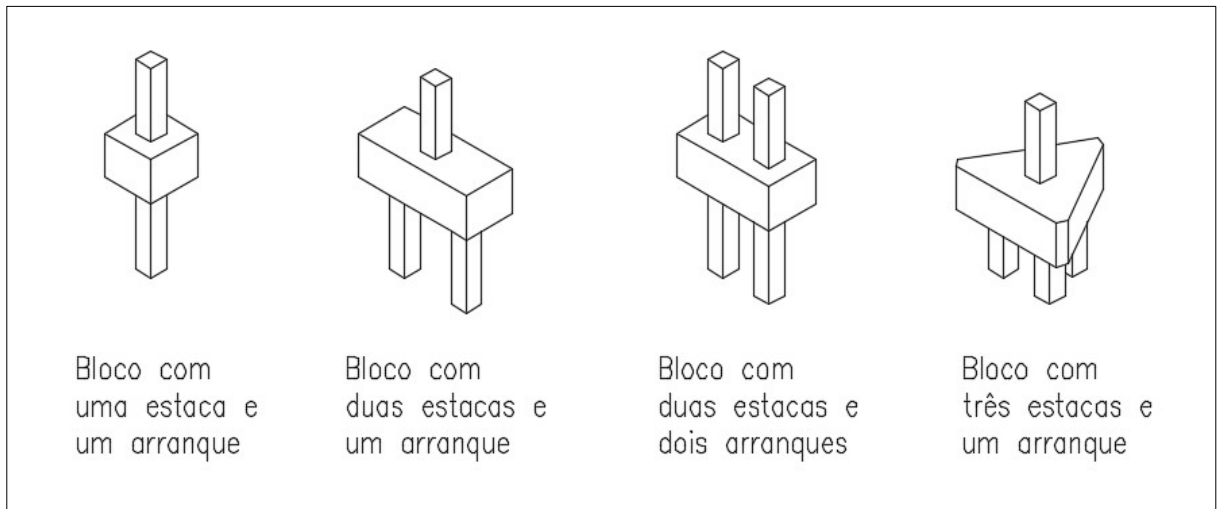 Bloco com
uma estaca e
um arranque
Bloco com
duas estacas e
um arranque
Bloco com
duas estacas e
dois arranques
Bloco com
três estacas e
um arranque